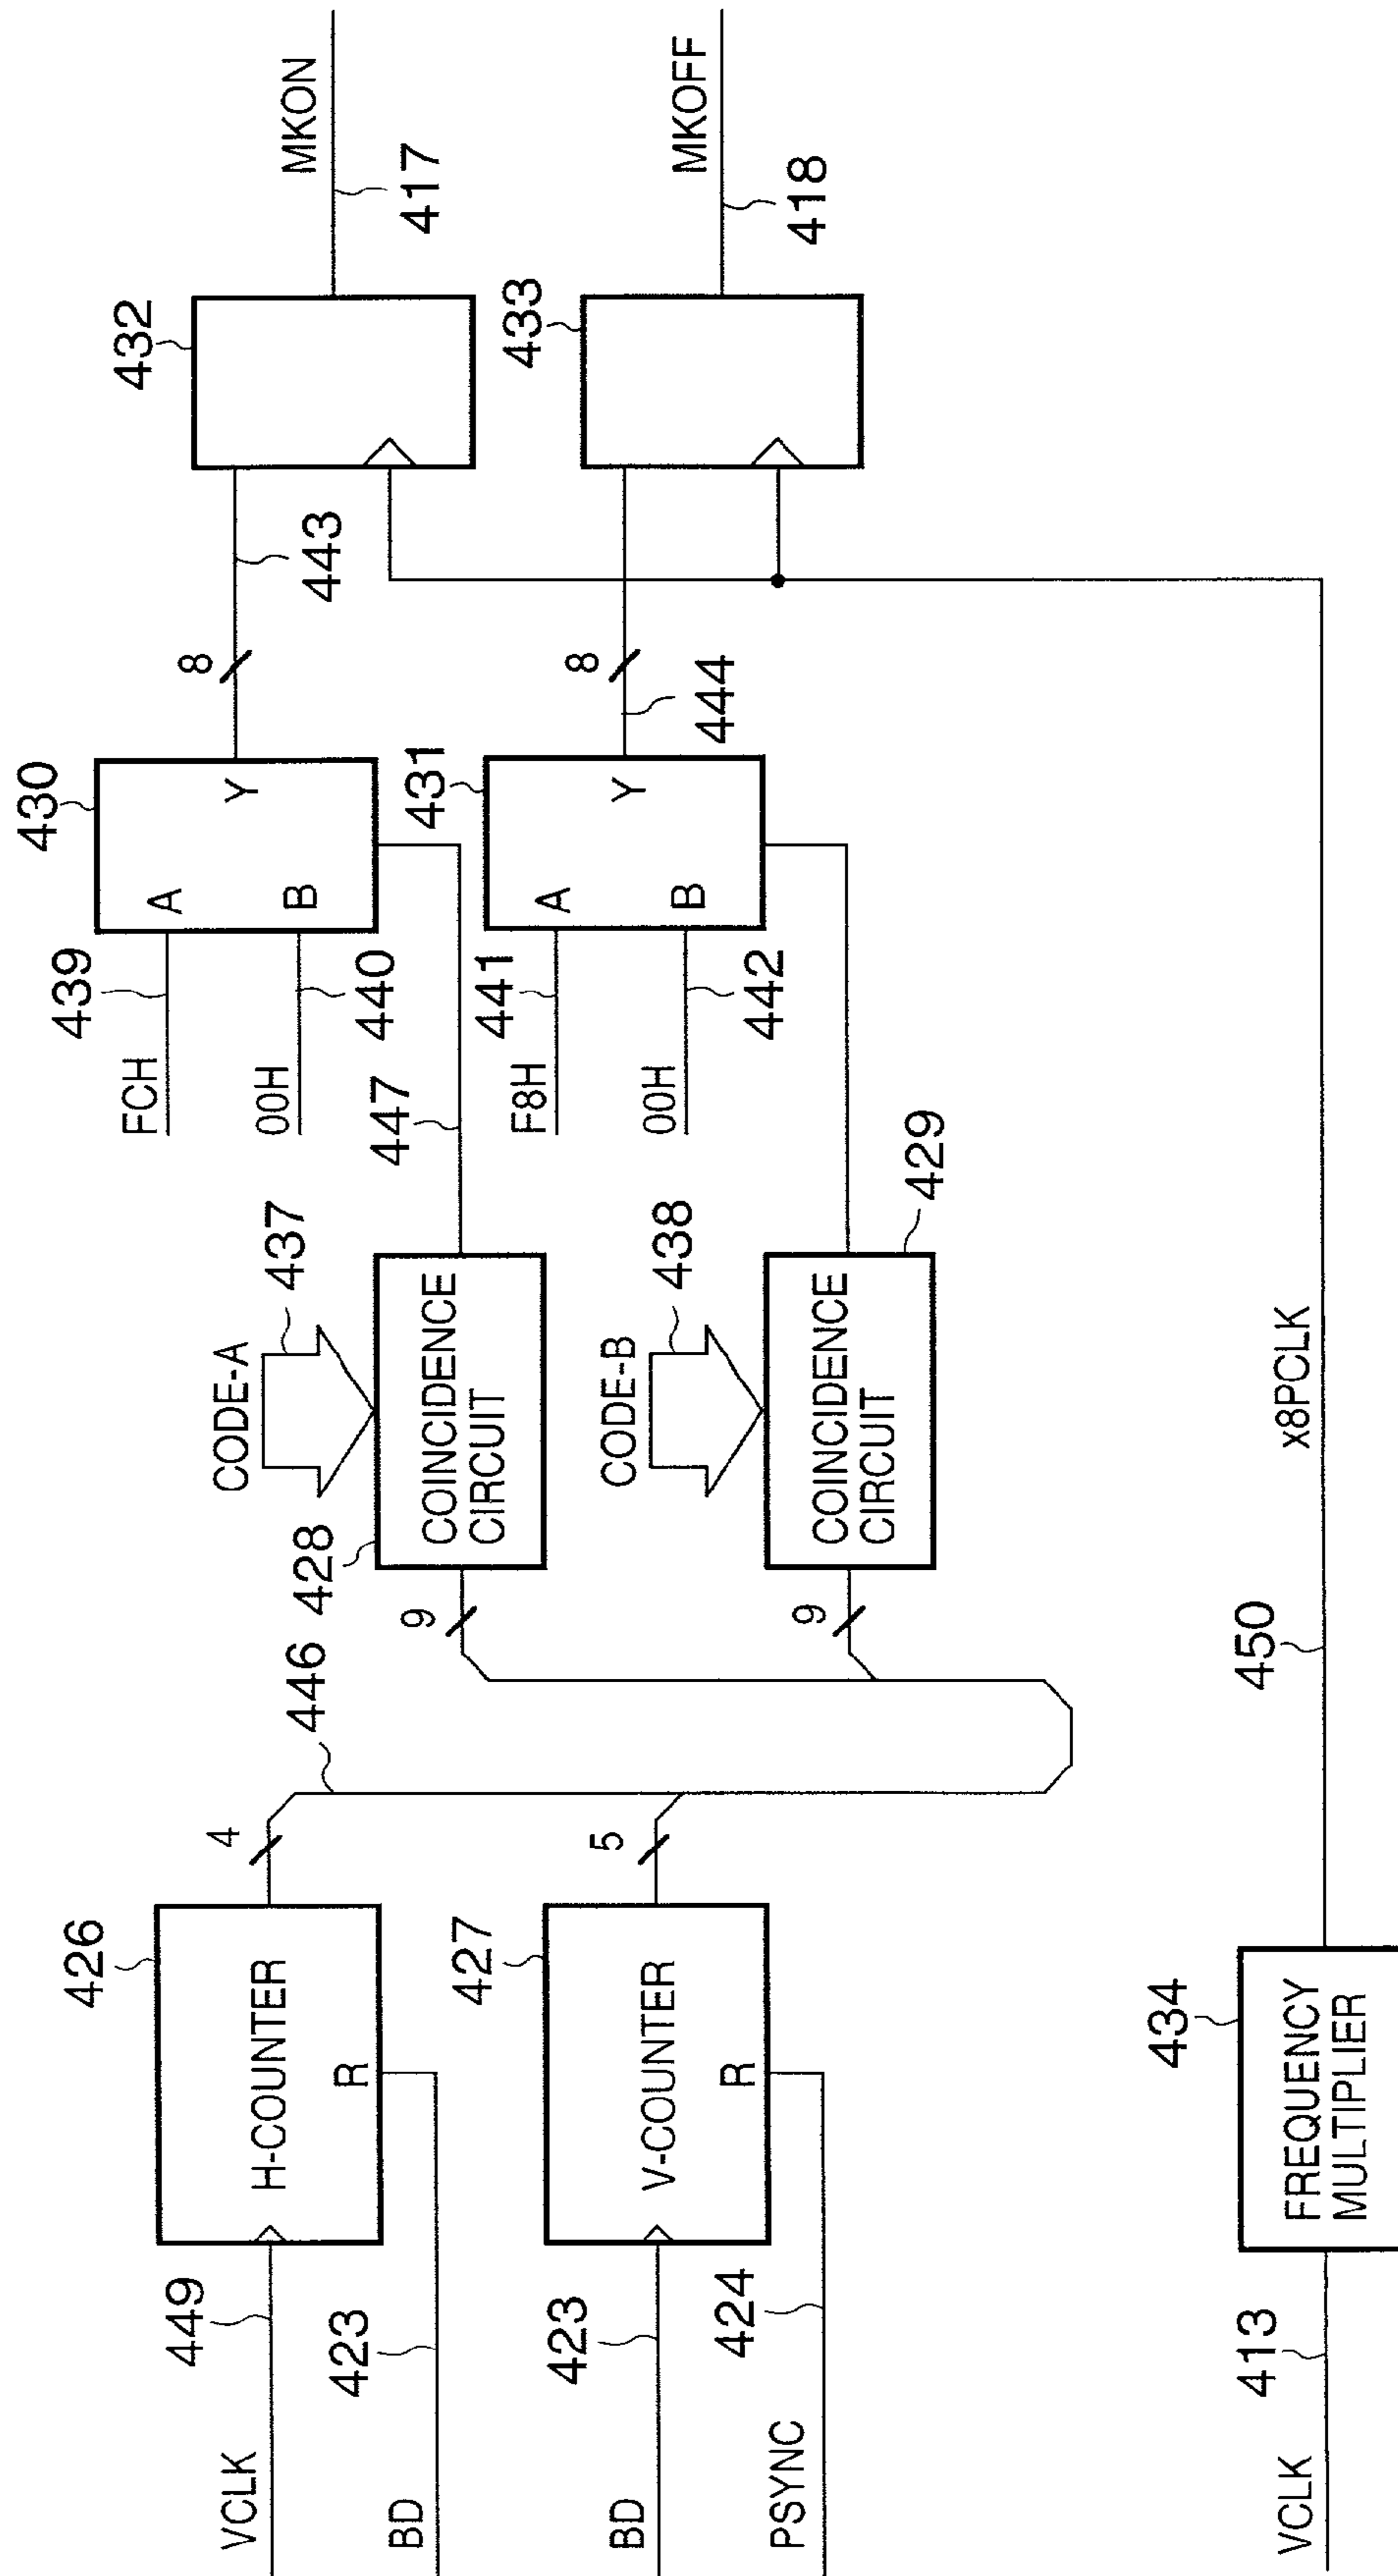 VCLK
449
BD
423
426
H-COUNTER
R
4
BD
423
PSYNC
424
427
V-COUNTER
R
5
446
9
428
CODE-A
437
COINCIDENCE
CIRCUIT
447
9
CODE-B
438
COINCIDENCE
CIRCUIT
429
FCH
439
00H
440
430
A
B
Y
8
443
F8H
441
00H
442
431
A
B
Y
8
444
432
MKON
417
433
MKOFF
418
VCLK
413
434
FREQUENCY
MULTIPLIER
450
x8PCLK